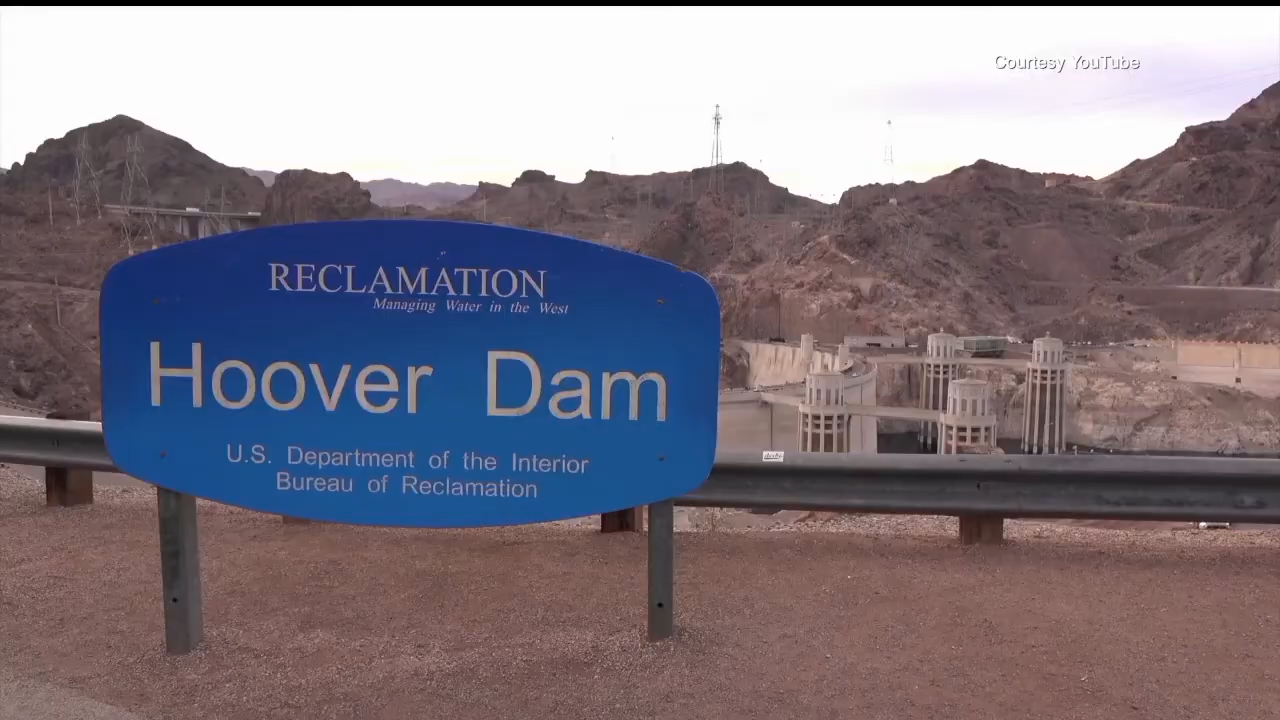 Courtesy YouTube
RECLAMATION
Managing Water in the West
Hoover Dam
U.S. Department of the Interior
Bureau of Reclamation